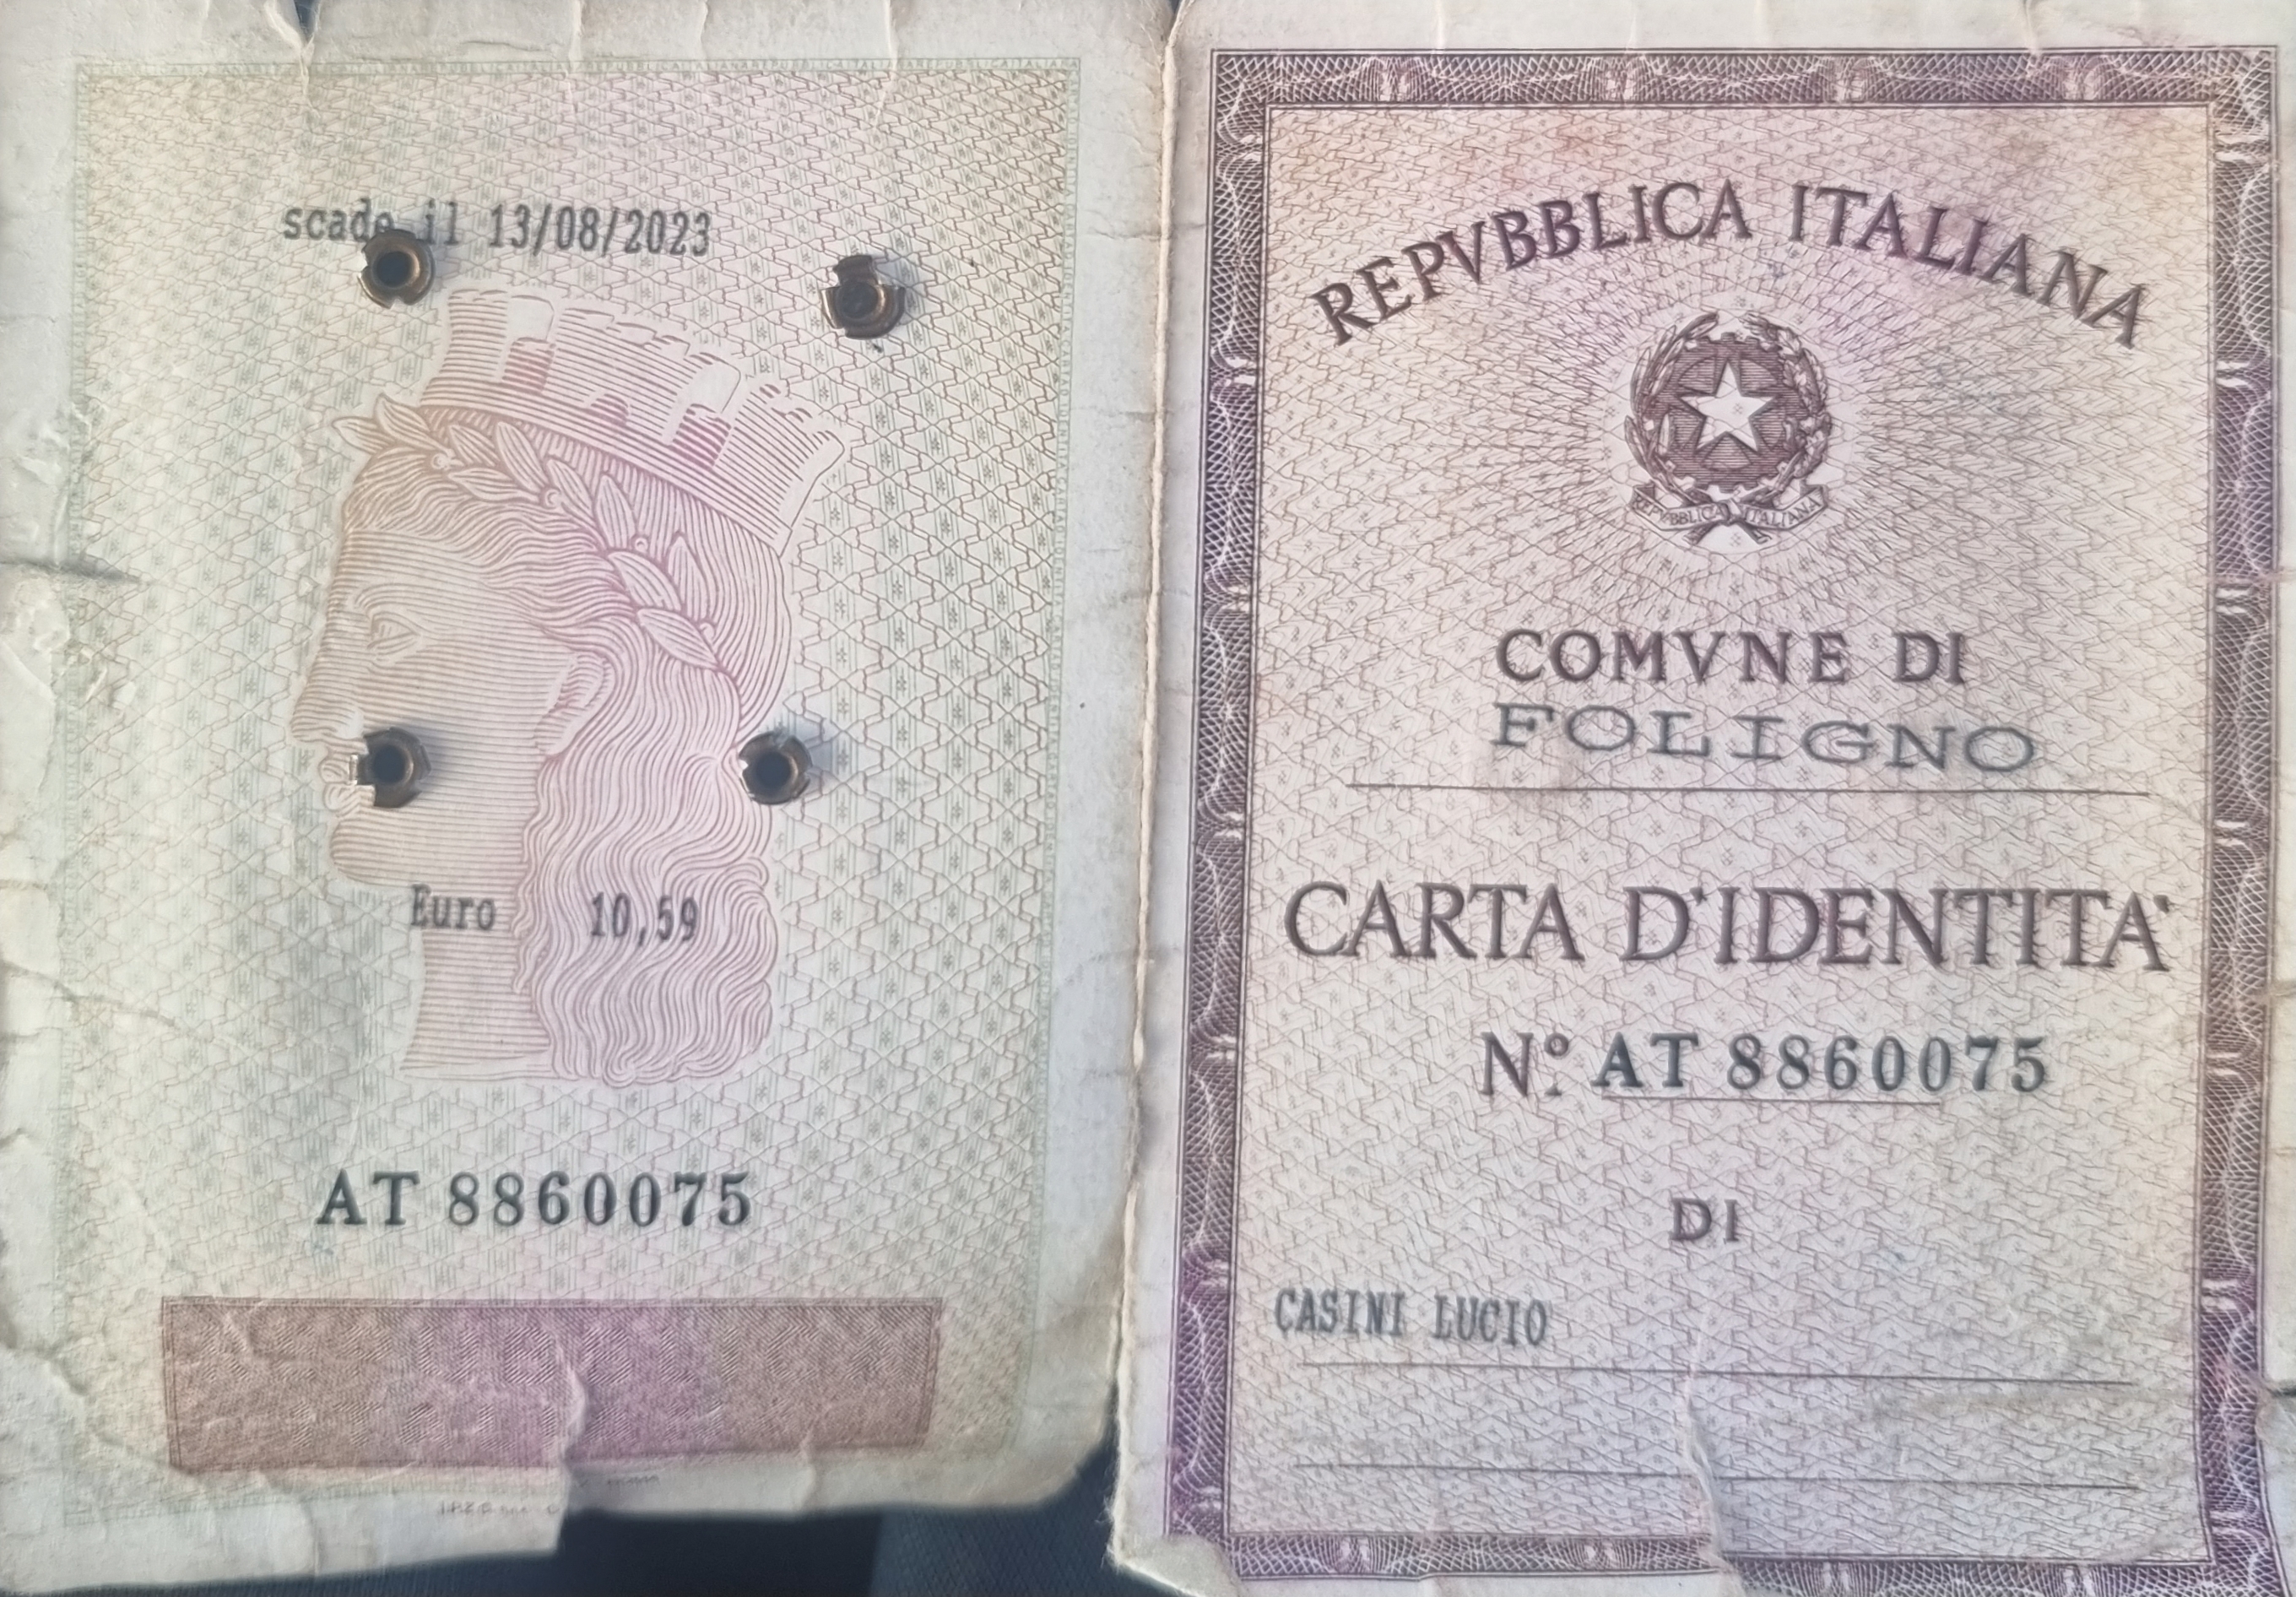 scade il 13/08/2023
Euro 10,59
AT 8860075
REPVBBLICA ITALIANA
REPVBBLICA ITALIANA
COMVNE DI
FOLIGNO
CARTA D'IDENTITA'
N.º AT 8860075
DI
CASINI LUCIO